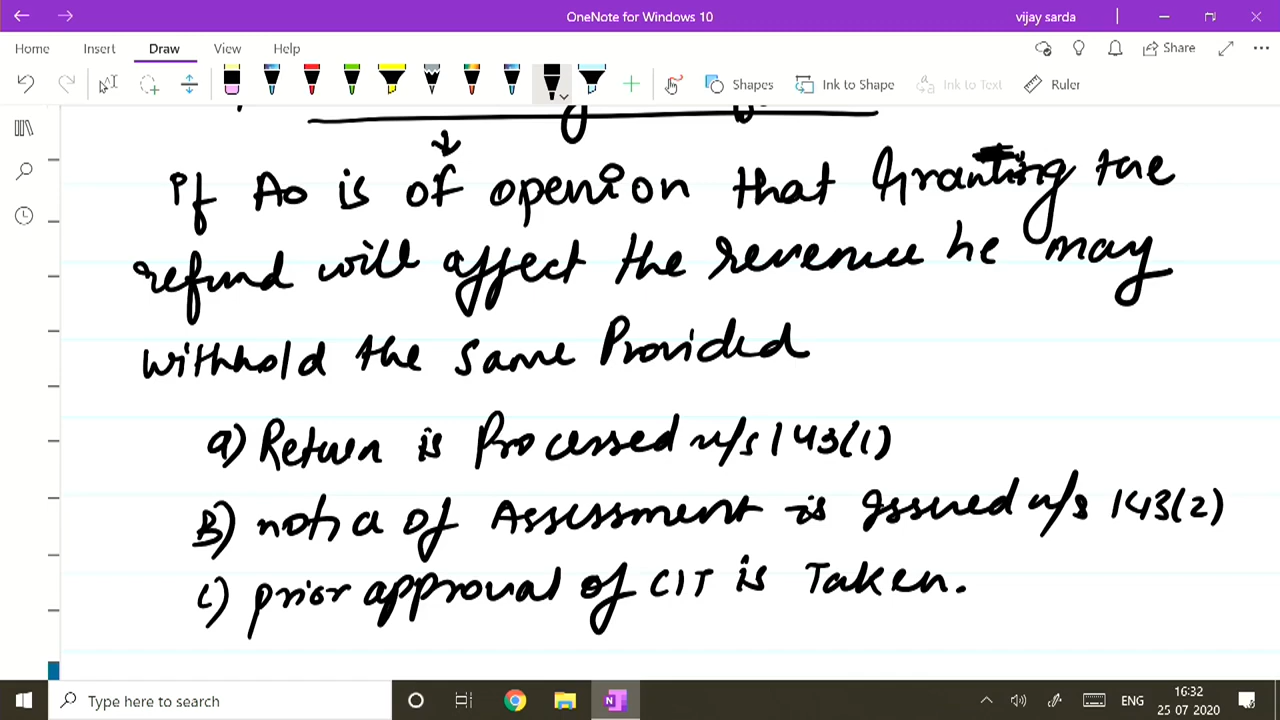 OneNote for Windows 10
vijay sarda
Home Insert Draw View Help
Share
Shapes Ink to Shape Ink to Text Ruler
If AO is of openion that Granting the
refund will affect the revenue he may
withhold the same Provided
a) Return is Processed u/s 143(1)
B) notice of Assessment is issued u/s 143(2)
c) prior approval of CIT is Taken.
Type here to search
ENG
16:32
25 07 2020